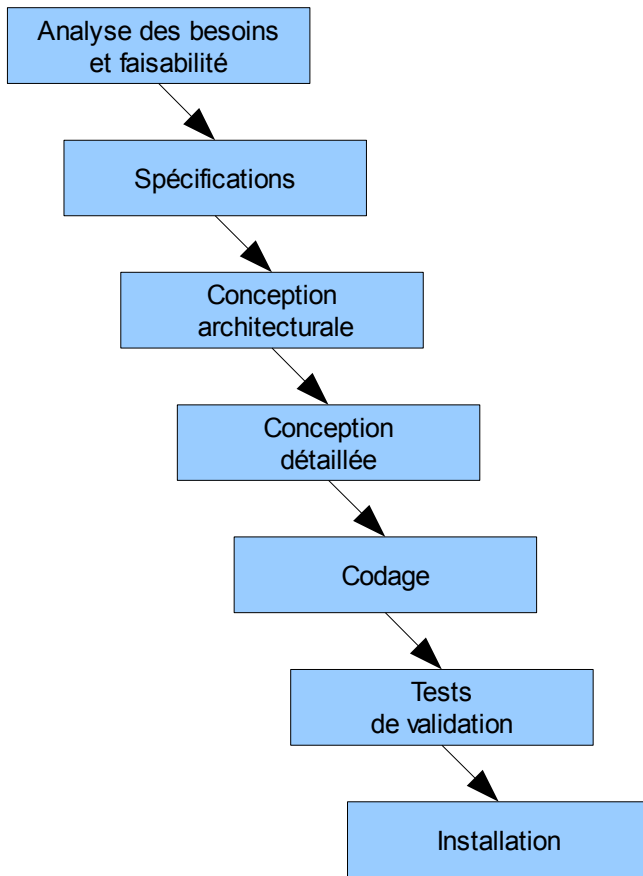 Analyse des besoins
et faisabilité
Spécifications
Conception
architecturale
Conception
détaillée
Codage
Tests
de validation
Installation